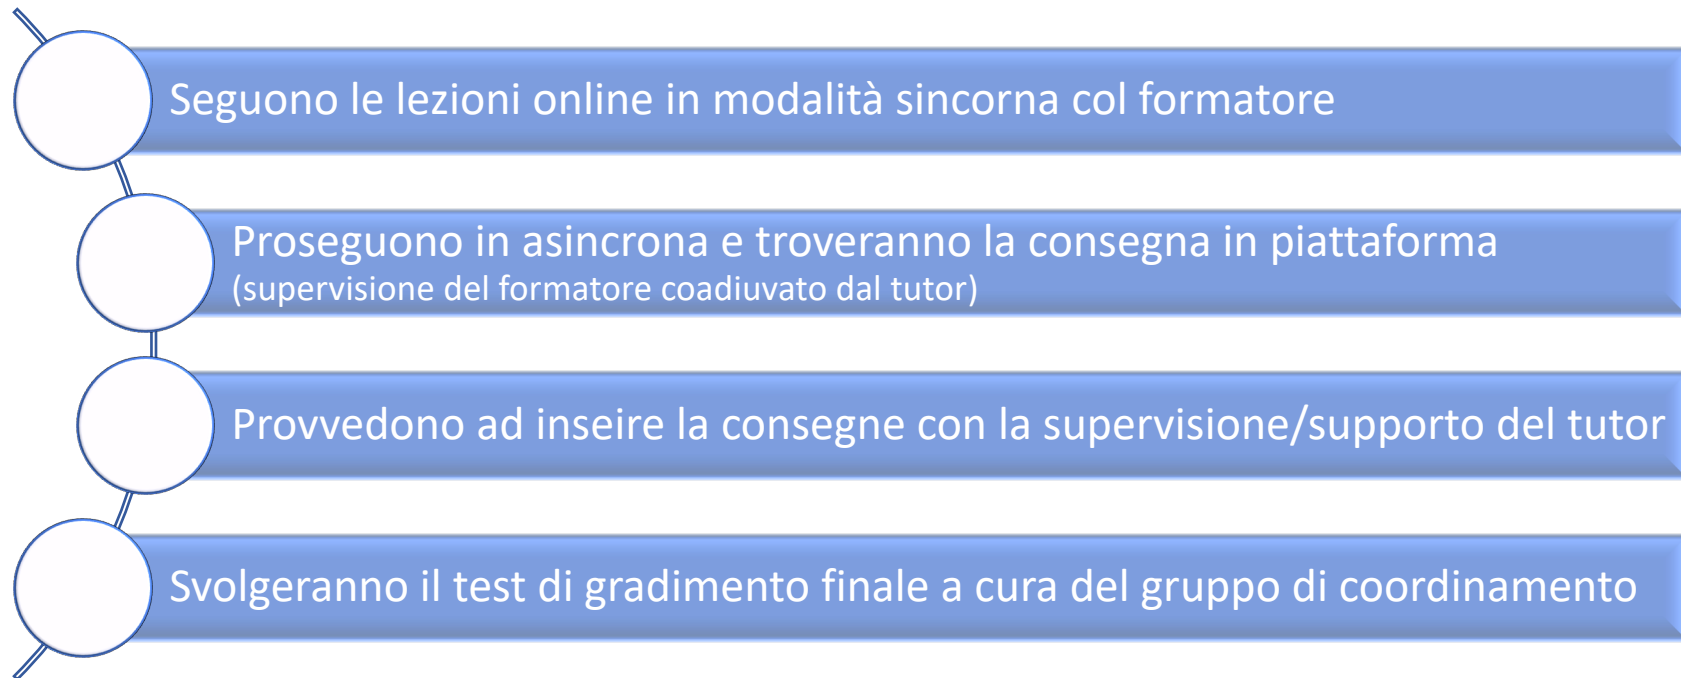 Seguono le lezioni online in modalità sincorna col formatore
Proseguono in asincrona e troveranno la consegna in piattaforma
(supervisione del formatore coadiuvato dal tutor)
Provvedono ad inseire la consegne con la supervisione/supporto del tutor
Svolgeranno il test di gradimento finale a cura del gruppo di coordinamento